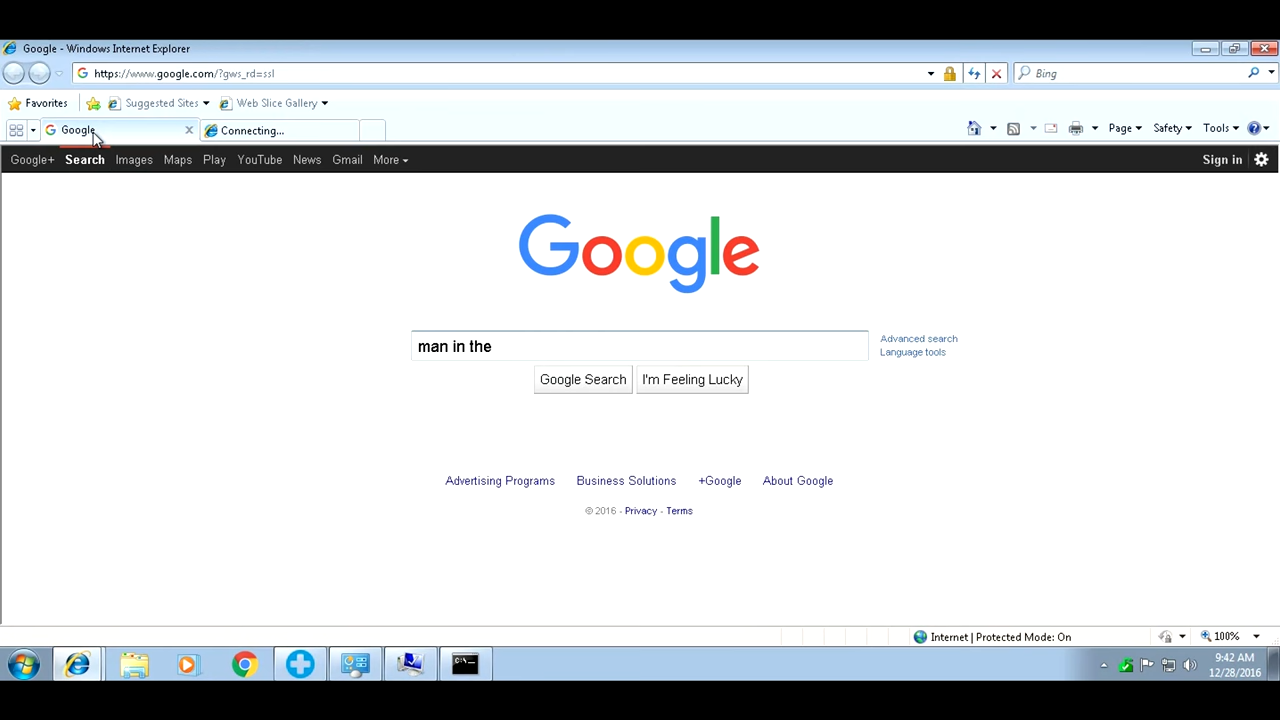 Google - Windows Internet Explorer
https://www.google.com/?gws_rd=ssl
Bing
Favorites Suggested Sites Web Slice Gallery
Google Connecting... Page Safety Tools
Google+ Search Images Maps Play YouTube News Gmail More Sign in
Google
man in the
Advanced search
Language tools
Google Search I'm Feeling Lucky
Advertising Programs Business Solutions +Google About Google
© 2016 - Privacy - Terms
Internet | Protected Mode: On 100%
C:\_
9:42 AM
12/28/2016